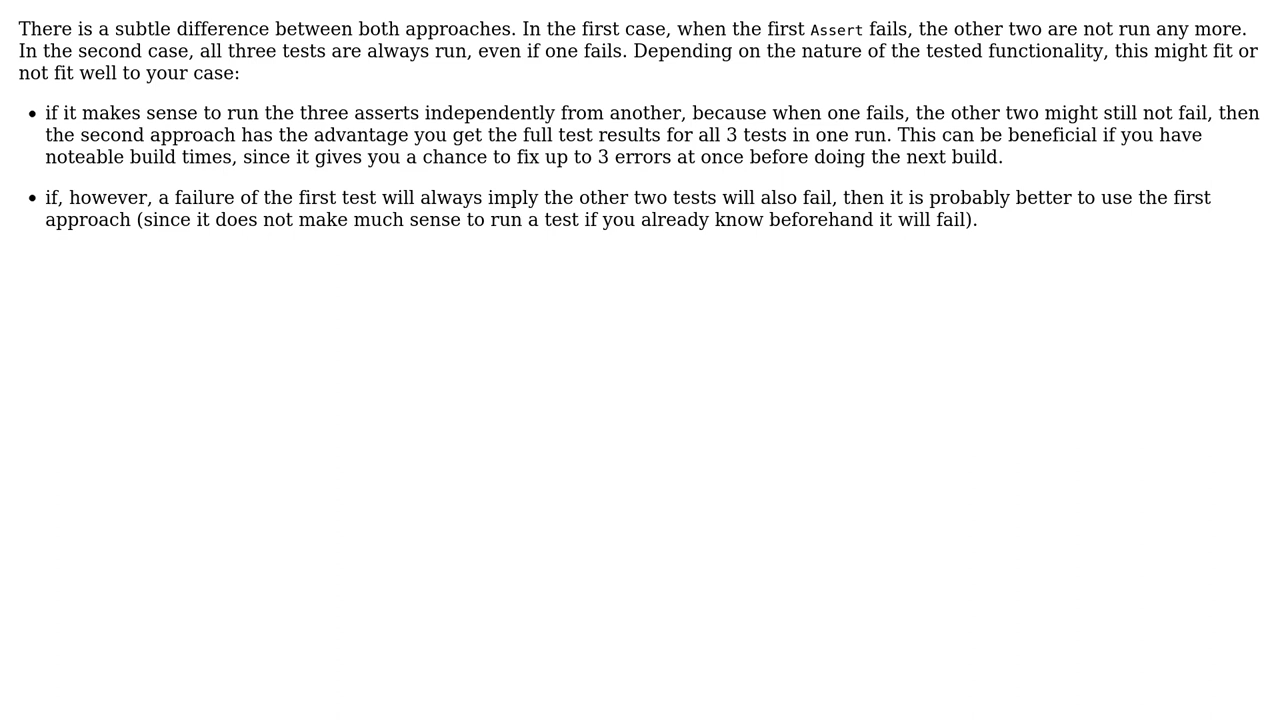 There is a subtle difference between both approaches. In the first case, when the first Assert fails, the other two are not run any more.
In the second case, all three tests are always run, even if one fails. Depending on the nature of the tested functionality, this might fit or
not fit well to your case:
• if it makes sense to run the three asserts independently from another, because when one fails, the other two might still not fail, then
the second approach has the advantage you get the full test results for all 3 tests in one run. This can be beneficial if you have
noteable build times, since it gives you a chance to fix up to 3 errors at once before doing the next build.
• if, however, a failure of the first test will always imply the other two tests will also fail, then it is probably better to use the first
approach (since it does not make much sense to run a test if you already know beforehand it will fail).